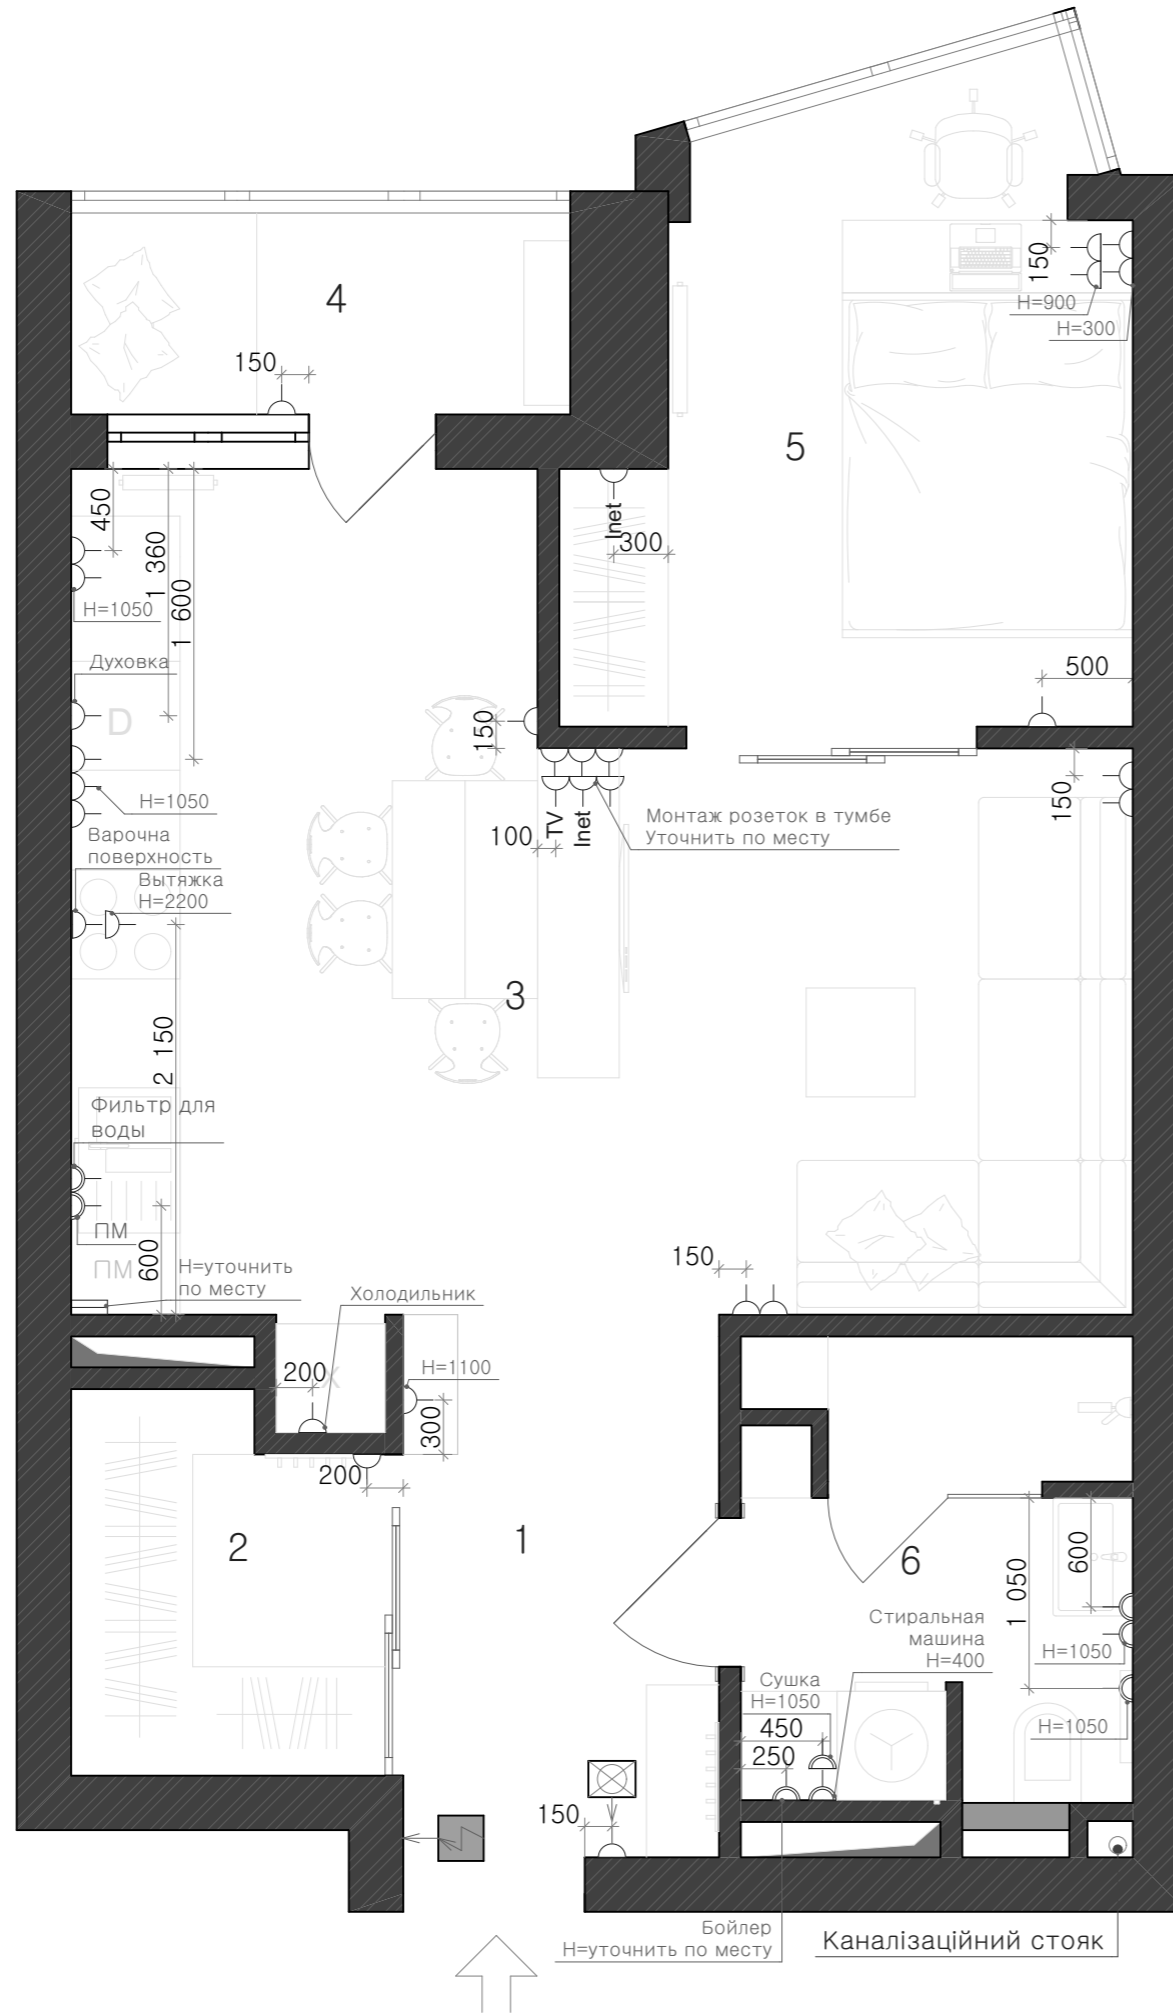 150
H=900
H=300
4
150
5
450
1 360
1 600
Inet
300
H=1050
Духовка
D
500
150
150
H=1050
TV
Inet
100
Монтаж розеток в тумбе
Уточнить по месту
Варочна
поверхность
Вытяжка
H=2200
3
2 150
Фильтр для
воды
ПМ
ПМ
600
H=уточнить
по месту
150
Холодильник
200
X
H=1100
300
200
2
1
6
600
1 050
Стиральная
машина
H=400
H=1050
Сушка
H=1050
450
250
H=1050
150
Бойлер
H=уточнить по месту
Каналізаційний стояк